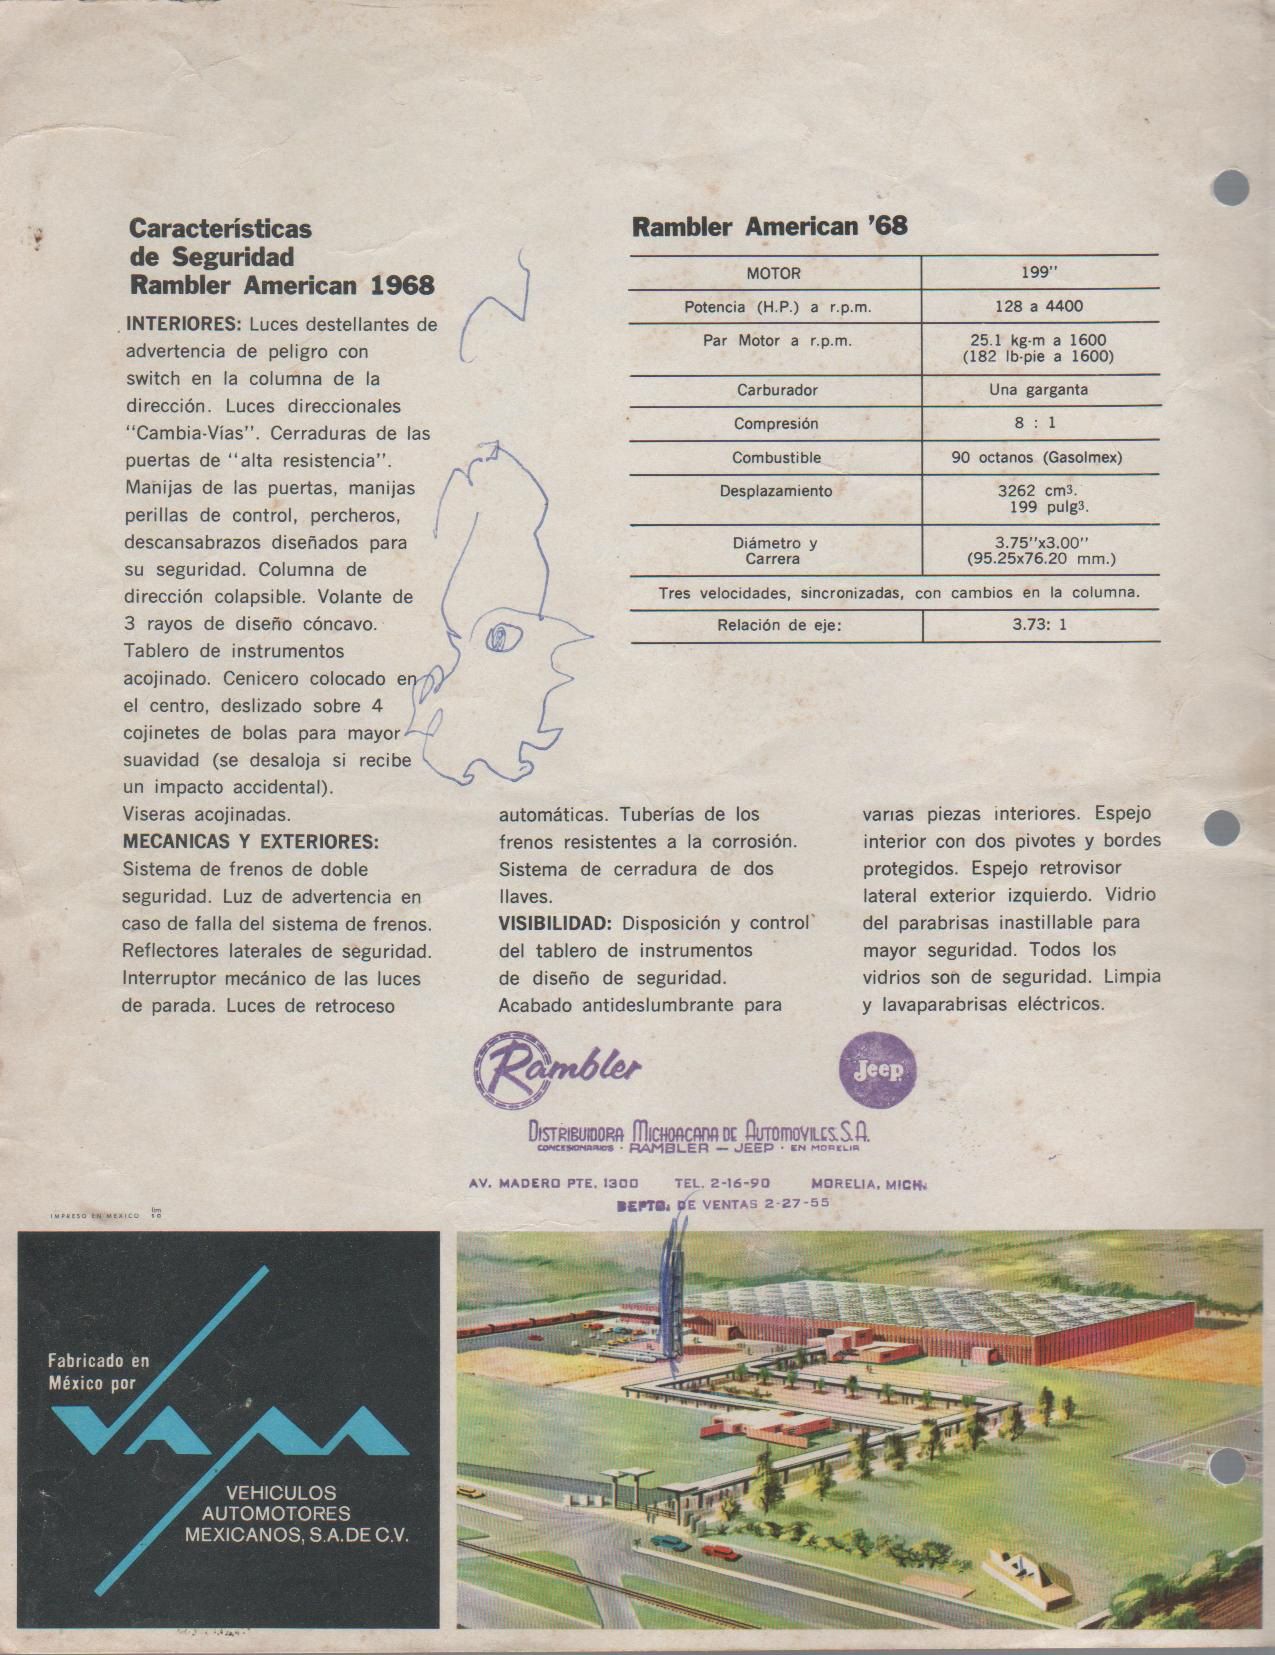 Características
de Seguridad
Rambler American 1968
INTERIORES: Luces destellantes de
advertencia de peligro con
switch en la columna de la
dirección. Luces direccionales
“Cambia-Vías”. Cerraduras de las
puertas de “alta resistencia”.
Manijas de las puertas, manijas
perillas de control, percheros,
descansabrazos diseñados para
su seguridad. Columna de
dirección colapsible. Volante de
3 rayos de diseño cóncavo.
Tablero de instrumentos
acojinado. Cenicero colocado en
el centro, deslizado sobre 4
cojinetes de bolas para mayor
suavidad (se desaloja si recibe
un impacto accidental).
Viseras acojinadas.
MECANICAS Y EXTERIORES:
Sistema de frenos de doble
seguridad. Luz de advertencia en
caso de falla del sistema de frenos.
Reflectores laterales de seguridad.
Interruptor mecánico de las luces
de parada. Luces de retroceso
automáticas. Tuberías de los
frenos resistentes a la corrosión.
Sistema de cerradura de dos
llaves.
VISIBILIDAD: Disposición y control
del tablero de instrumentos
de diseño de seguridad.
Acabado antideslumbrante para
varias piezas interiores. Espejo
interior con dos pivotes y bordes
protegidos. Espejo retrovisor
lateral exterior izquierdo. Vidrio
del parabrisas inastillable para
mayor seguridad. Todos los
vidrios son de seguridad. Limpia
y lavaparabrisas eléctricos.
Rambler American ’68
MOTOR 199”
Potencia (H.P.) a r.p.m. 128 a 4400
Par Motor a r.p.m. 25.1 kg-m a 1600
(182 lb-pie a 1600)
Carburador Una garganta
Compresión 8 : 1
Combustible 90 octanos (Gasolmex)
Desplazamiento 3262 cm³.
199 pulg³.
Diámetro y 3.75”x3.00”
Carrera (95.25x76.20 mm.)
Tres velocidades, sincronizadas, con cambios en la columna.
Relación de eje: 3.73: 1
Rambler
Jeep
DISTRIBUIDORA MICHOACANA DE AUTOMOVILES, S.A.
CONCESIONARIOS · RAMBLER — JEEP · EN MORELIA
AV. MADERO PTE. 1300 TEL. 2-16-90 MORELIA, MICH.
DEPTO. DE VENTAS 2-27-55
IMPRESO EN MEXICO
Fabricado en
México por
VAM
VEHICULOS
AUTOMOTORES
MEXICANOS, S.A. DE C.V.